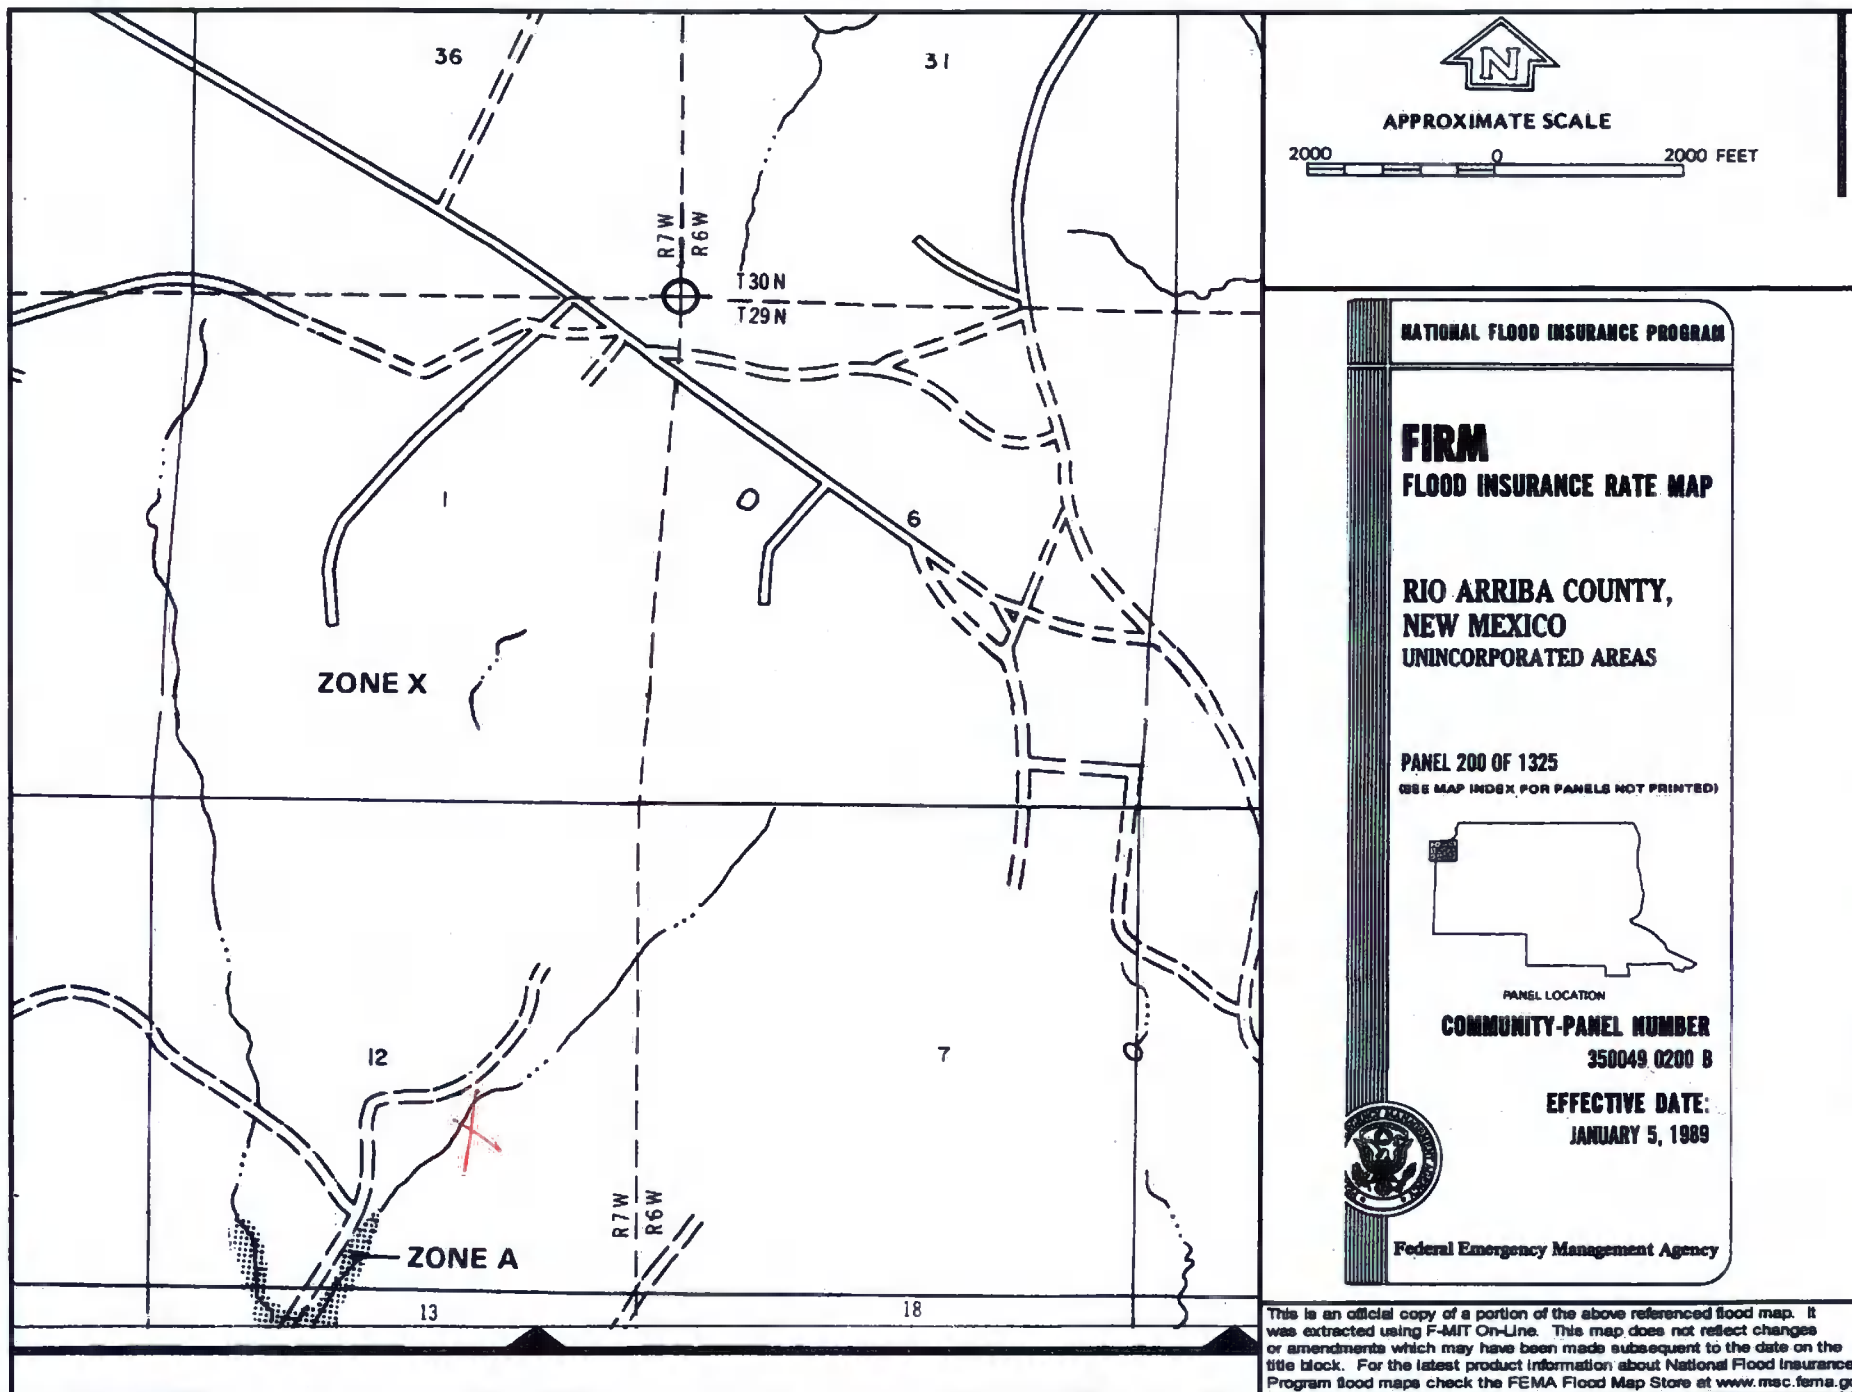 36
31
R7W
R6W
T30N
T29N
1
6
ZONE X
12
7
R7W
R6W
ZONE A
13
18
N
APPROXIMATE SCALE
2000 0 2000 FEET
NATIONAL FLOOD INSURANCE PROGRAM
FIRM
FLOOD INSURANCE RATE MAP
RIO ARRIBA COUNTY,
NEW MEXICO
UNINCORPORATED AREAS
PANEL 200 OF 1325
(SEE MAP INDEX FOR PANELS NOT PRINTED)
PANEL LOCATION
COMMUNITY-PANEL NUMBER
350049 0200 B
EFFECTIVE DATE:
JANUARY 5, 1989
Federal Emergency Management Agency
This is an official copy of a portion of the above referenced flood map. It
was extracted using F-MIT On-Line. This map does not reflect changes
or amendments which may have been made subsequent to the date on the
title block. For the latest product information about National Flood Insurance
Program flood maps check the FEMA Flood Map Store at www.msc.fema.go